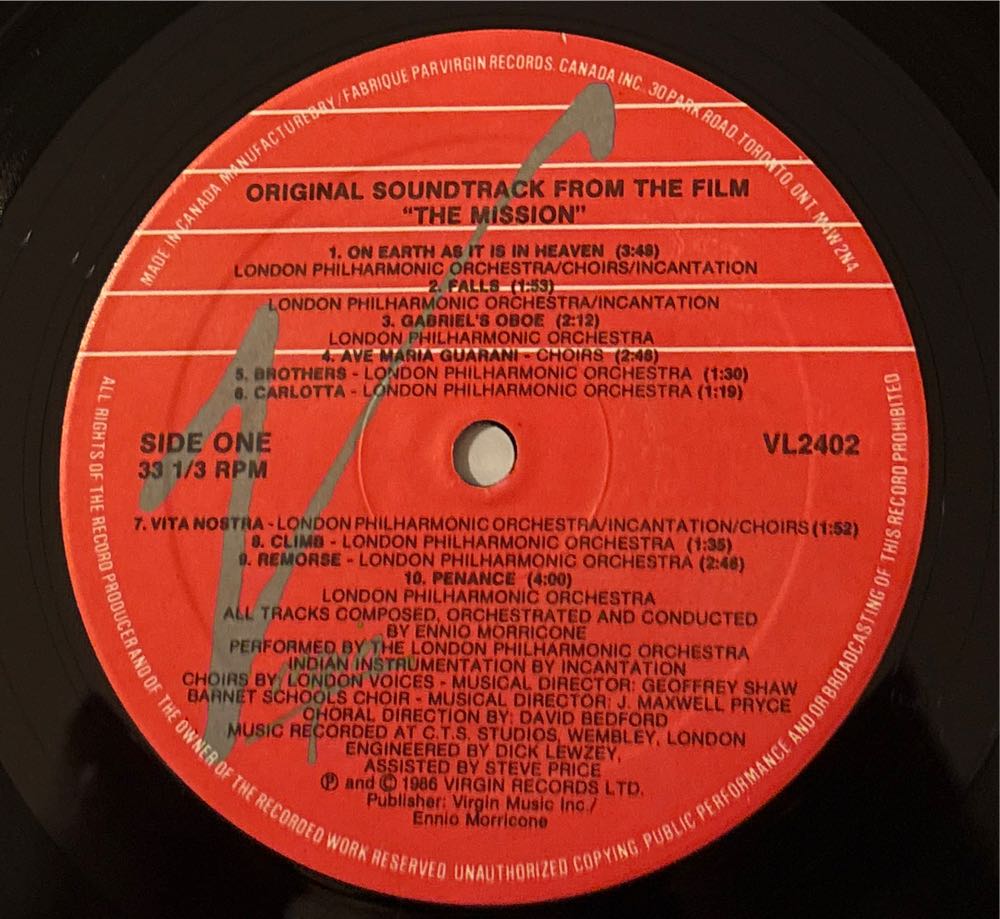 MADE IN CANADA. MANUFACTURED BY / FABRIQUE PAR VIRGIN RECORDS. CANADA INC. 30 PARK ROAD, TORONTO, ONT M4W 2N4
ORIGINAL SOUNDTRACK FROM THE FILM
"THE MISSION"
1. ON EARTH AS IT IS IN HEAVEN (3:48)
LONDON PHILHARMONIC ORCHESTRA/CHOIRS/INCANTATION
2. FALLS (1:53)
LONDON PHILHARMONIC ORCHESTRA/INCANTATION
3. GABRIEL'S OBOE (2:12)
LONDON PHILHARMONIC ORCHESTRA
4. AVE MARIA GUARANI - CHOIRS (2:48)
5. BROTHERS - LONDON PHILHARMONIC ORCHESTRA (1:30)
6. CARLOTTA - LONDON PHILHARMONIC ORCHESTRA (1:19)
SIDE ONE
33 1/3 RPM
VL2402
7. VITA NOSTRA - LONDON PHILHARMONIC ORCHESTRA/INCANTATION/CHOIRS (1:52)
8. CLIMB - LONDON PHILHARMONIC ORCHESTRA (1:35)
9. REMORSE - LONDON PHILHARMONIC ORCHESTRA (2:46)
10. PENANCE (4:00)
LONDON PHILHARMONIC ORCHESTRA
ALL TRACKS COMPOSED, ORCHESTRATED AND CONDUCTED
BY ENNIO MORRICONE
PERFORMED BY THE LONDON PHILHARMONIC ORCHESTRA
INDIAN INSTRUMENTATION BY INCANTATION
CHOIRS BY LONDON VOICES - MUSICAL DIRECTOR: GEOFFREY SHAW
BARNET SCHOOLS CHOIR - MUSICAL DIRECTOR: J. MAXWELL PRYCE
CHORAL DIRECTION BY: DAVID BEDFORD
MUSIC RECORDED AT C.T.S. STUDIOS, WEMBLEY, LONDON
ENGINEERED BY DICK LEWZEY,
ASSISTED BY STEVE PRICE
℗ and © 1986 VIRGIN RECORDS LTD.
Publisher: Virgin Music Inc./
Ennio Morricone
ALL RIGHTS OF THE RECORD PRODUCER AND OF THE OWNER OF THE RECORDED WORK RESERVED UNAUTHORIZED COPYING, PUBLIC PERFORMANCE AND/OR BROADCASTING OF THIS RECORD PROHIBITED
Virgin